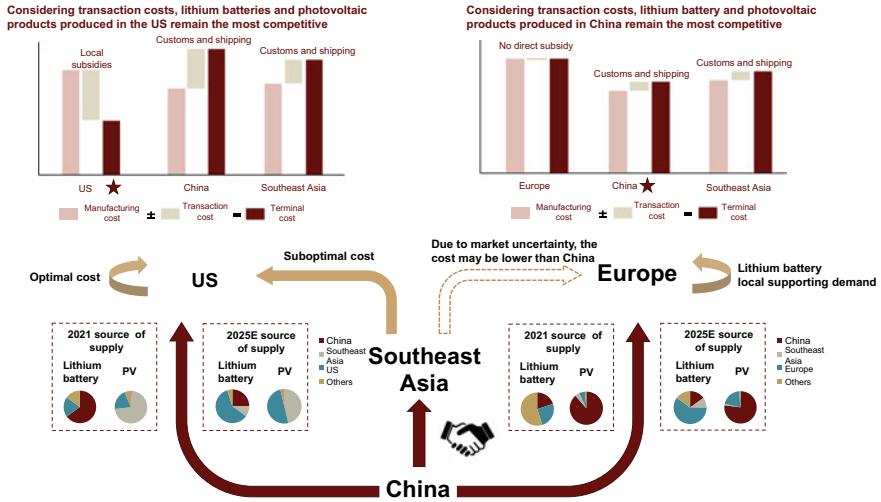 Considering transaction costs, lithium batteries and photovoltaic
products produced in the US remain the most competitive
Local
subsidies
Customs and shipping
Customs and shipping
US
China
Southeast Asia
Manufacturing
cost
±
Transaction
cost
Terminal
cost
Considering transaction costs, lithium battery and photovoltaic
products produced in China remain the most competitive
No direct subsidy
Customs and shipping
Customs and shipping
Europe
China
Southeast Asia
Manufacturing
cost
±
Transaction
cost
Terminal
cost
Optimal cost
US
Suboptimal cost
Due to market uncertainty, the
cost may be lower than China
Europe
Lithium battery
local supporting demand
2021 source of
supply
Lithium
battery
PV
2025E source of
supply
Lithium
battery
PV
China
Southeast
Asia
US
Others
Southeast
Asia
2021 source of
supply
Lithium
battery
PV
China
Southeast
Asia
Europe
Others
2025E source of
supply
Lithium
battery
PV
China